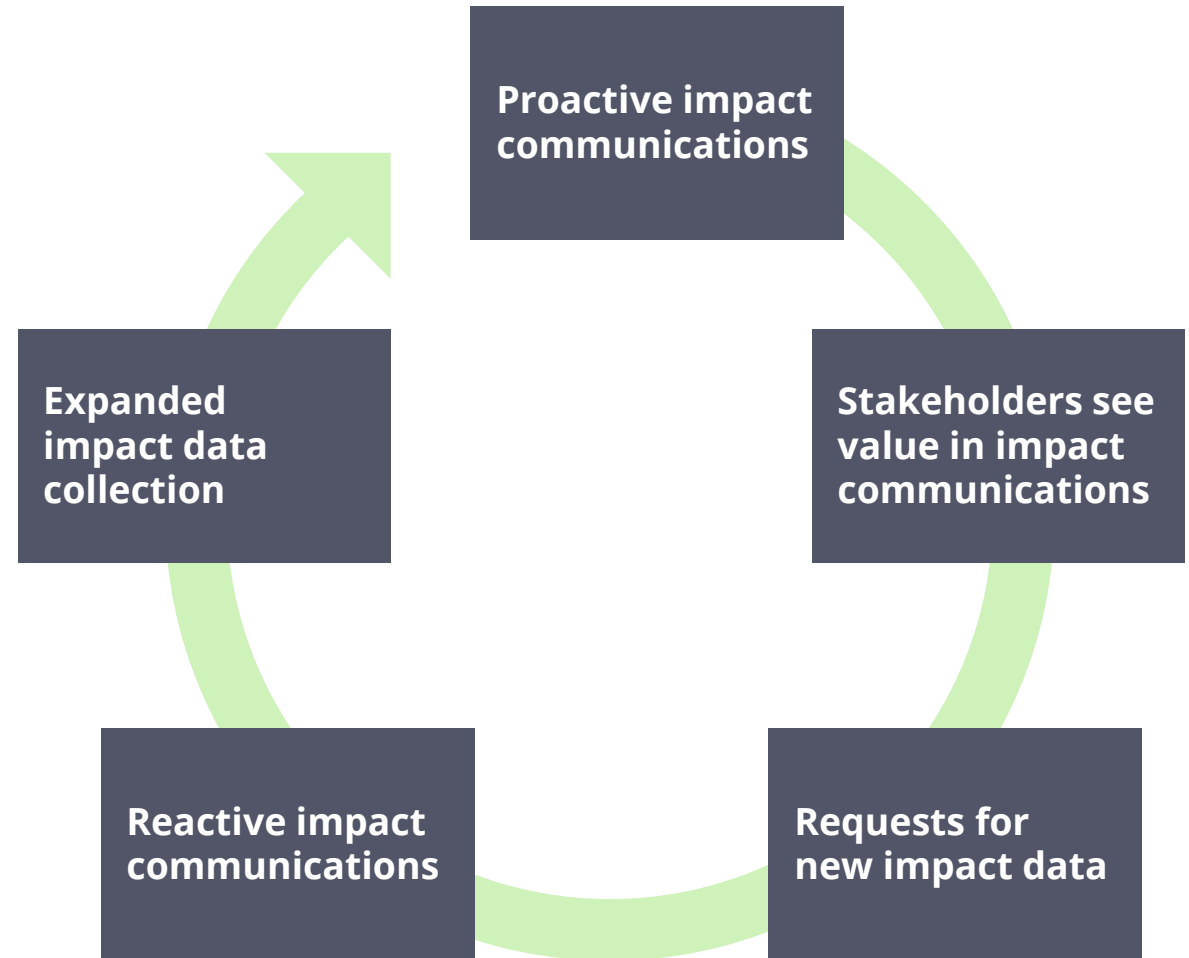 Proactive impact
communications
Stakeholders see
value in impact
communications
Requests for
new impact data
Reactive impact
communications
Expanded
impact data
collection